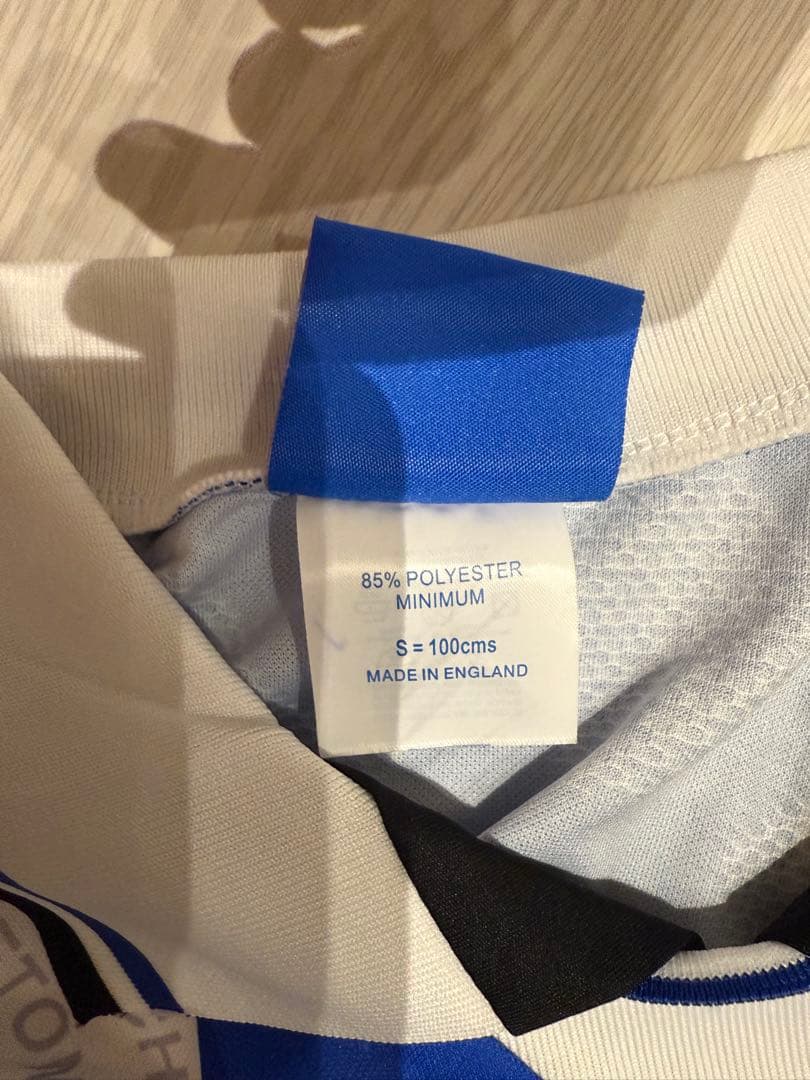 85% POLYESTER
MINIMUM
S = 100cms
MADE IN ENGLAND